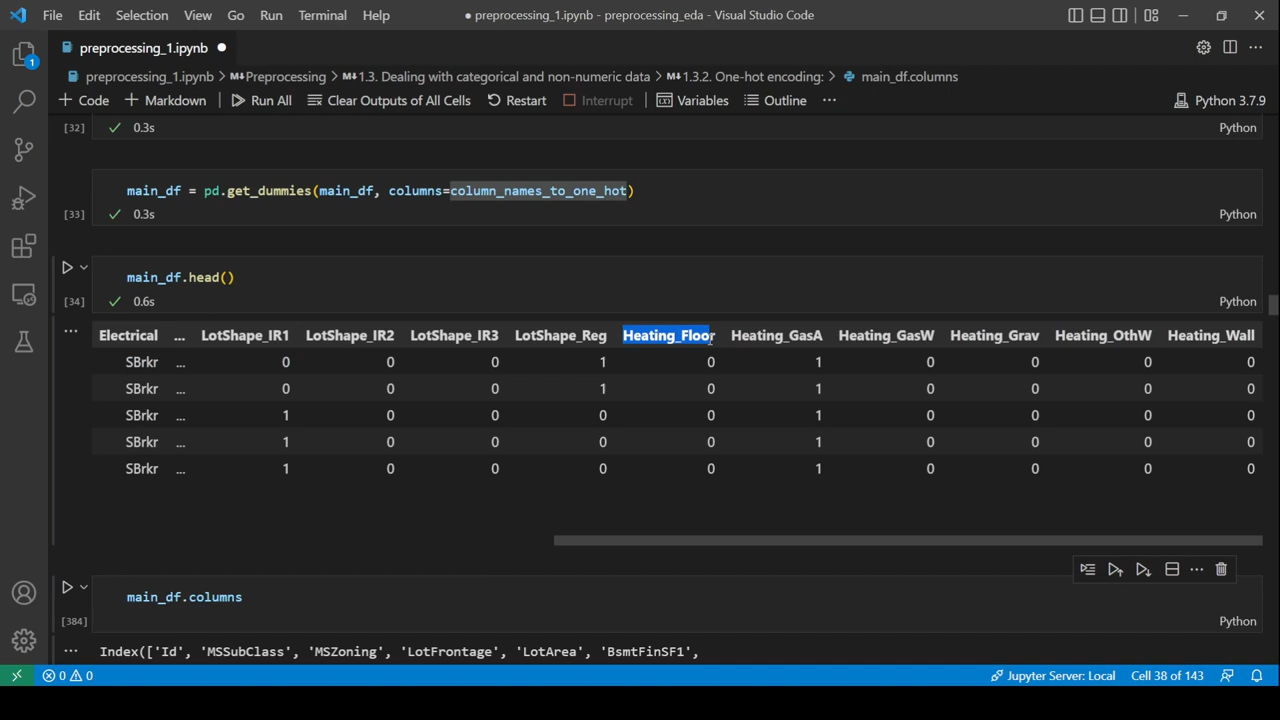 File Edit Selection View Go Run Terminal Help ● preprocessing_1.ipynb - preprocessing_eda - Visual Studio Code
preprocessing_1.ipynb ●
preprocessing_1.ipynb > M↓Preprocessing > M↓1.3. Dealing with categorical and non-numeric data > M↓1.3.2. One-hot encoding: > main_df.columns
+ Code + Markdown Run All Clear Outputs of All Cells Restart Interrupt Variables Outline ··· Python 3.7.9
1
[32] ✓ 0.3s Python
main_df = pd.get_dummies(main_df, columns=column_names_to_one_hot)
[33] ✓ 0.3s Python
main_df.head()
[34] ✓ 0.6s Python
... Electrical ... LotShape_IR1 LotShape_IR2 LotShape_IR3 LotShape_Reg Heating_Floor Heating_GasA Heating_GasW Heating_Grav Heating_OthW Heating_Wall
SBrkr ... 0 0 0 1 0 1 0 0 0 0
SBrkr ... 0 0 0 1 0 1 0 0 0 0
SBrkr ... 1 0 0 0 0 1 0 0 0 0
SBrkr ... 1 0 0 0 0 1 0 0 0 0
SBrkr ... 1 0 0 0 0 1 0 0 0 0
main_df.columns
[384] Python
... Index(['Id', 'MSSubClass', 'MSZoning', 'LotFrontage', 'LotArea', 'BsmtFinSF1',
0 0 Jupyter Server: Local Cell 38 of 143